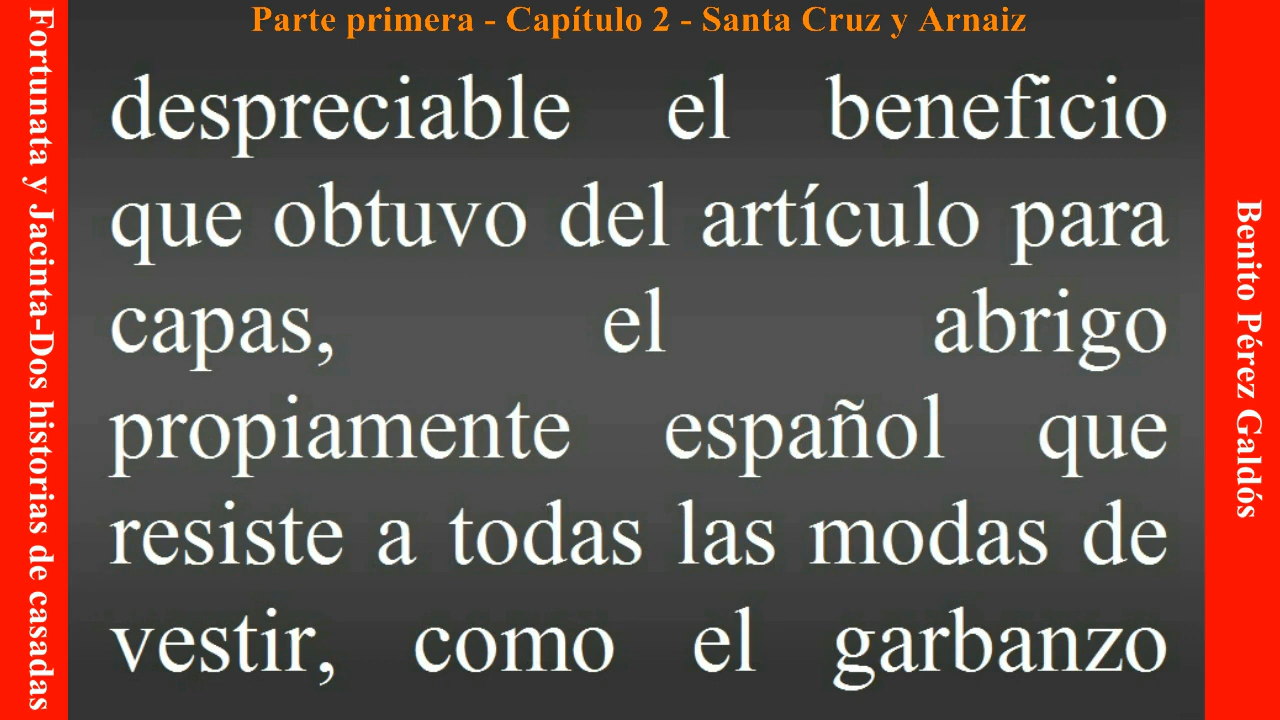 Parte primera - Capítulo 2 - Santa Cruz y Arnaiz
Fortunata y Jacinta-Dos historias de casadas
despreciable el beneficio
que obtuvo del artículo para
capas, el abrigo
propiamente español que
resiste a todas las modas de
vestir, como el garbanzo
Benito Pérez Galdós